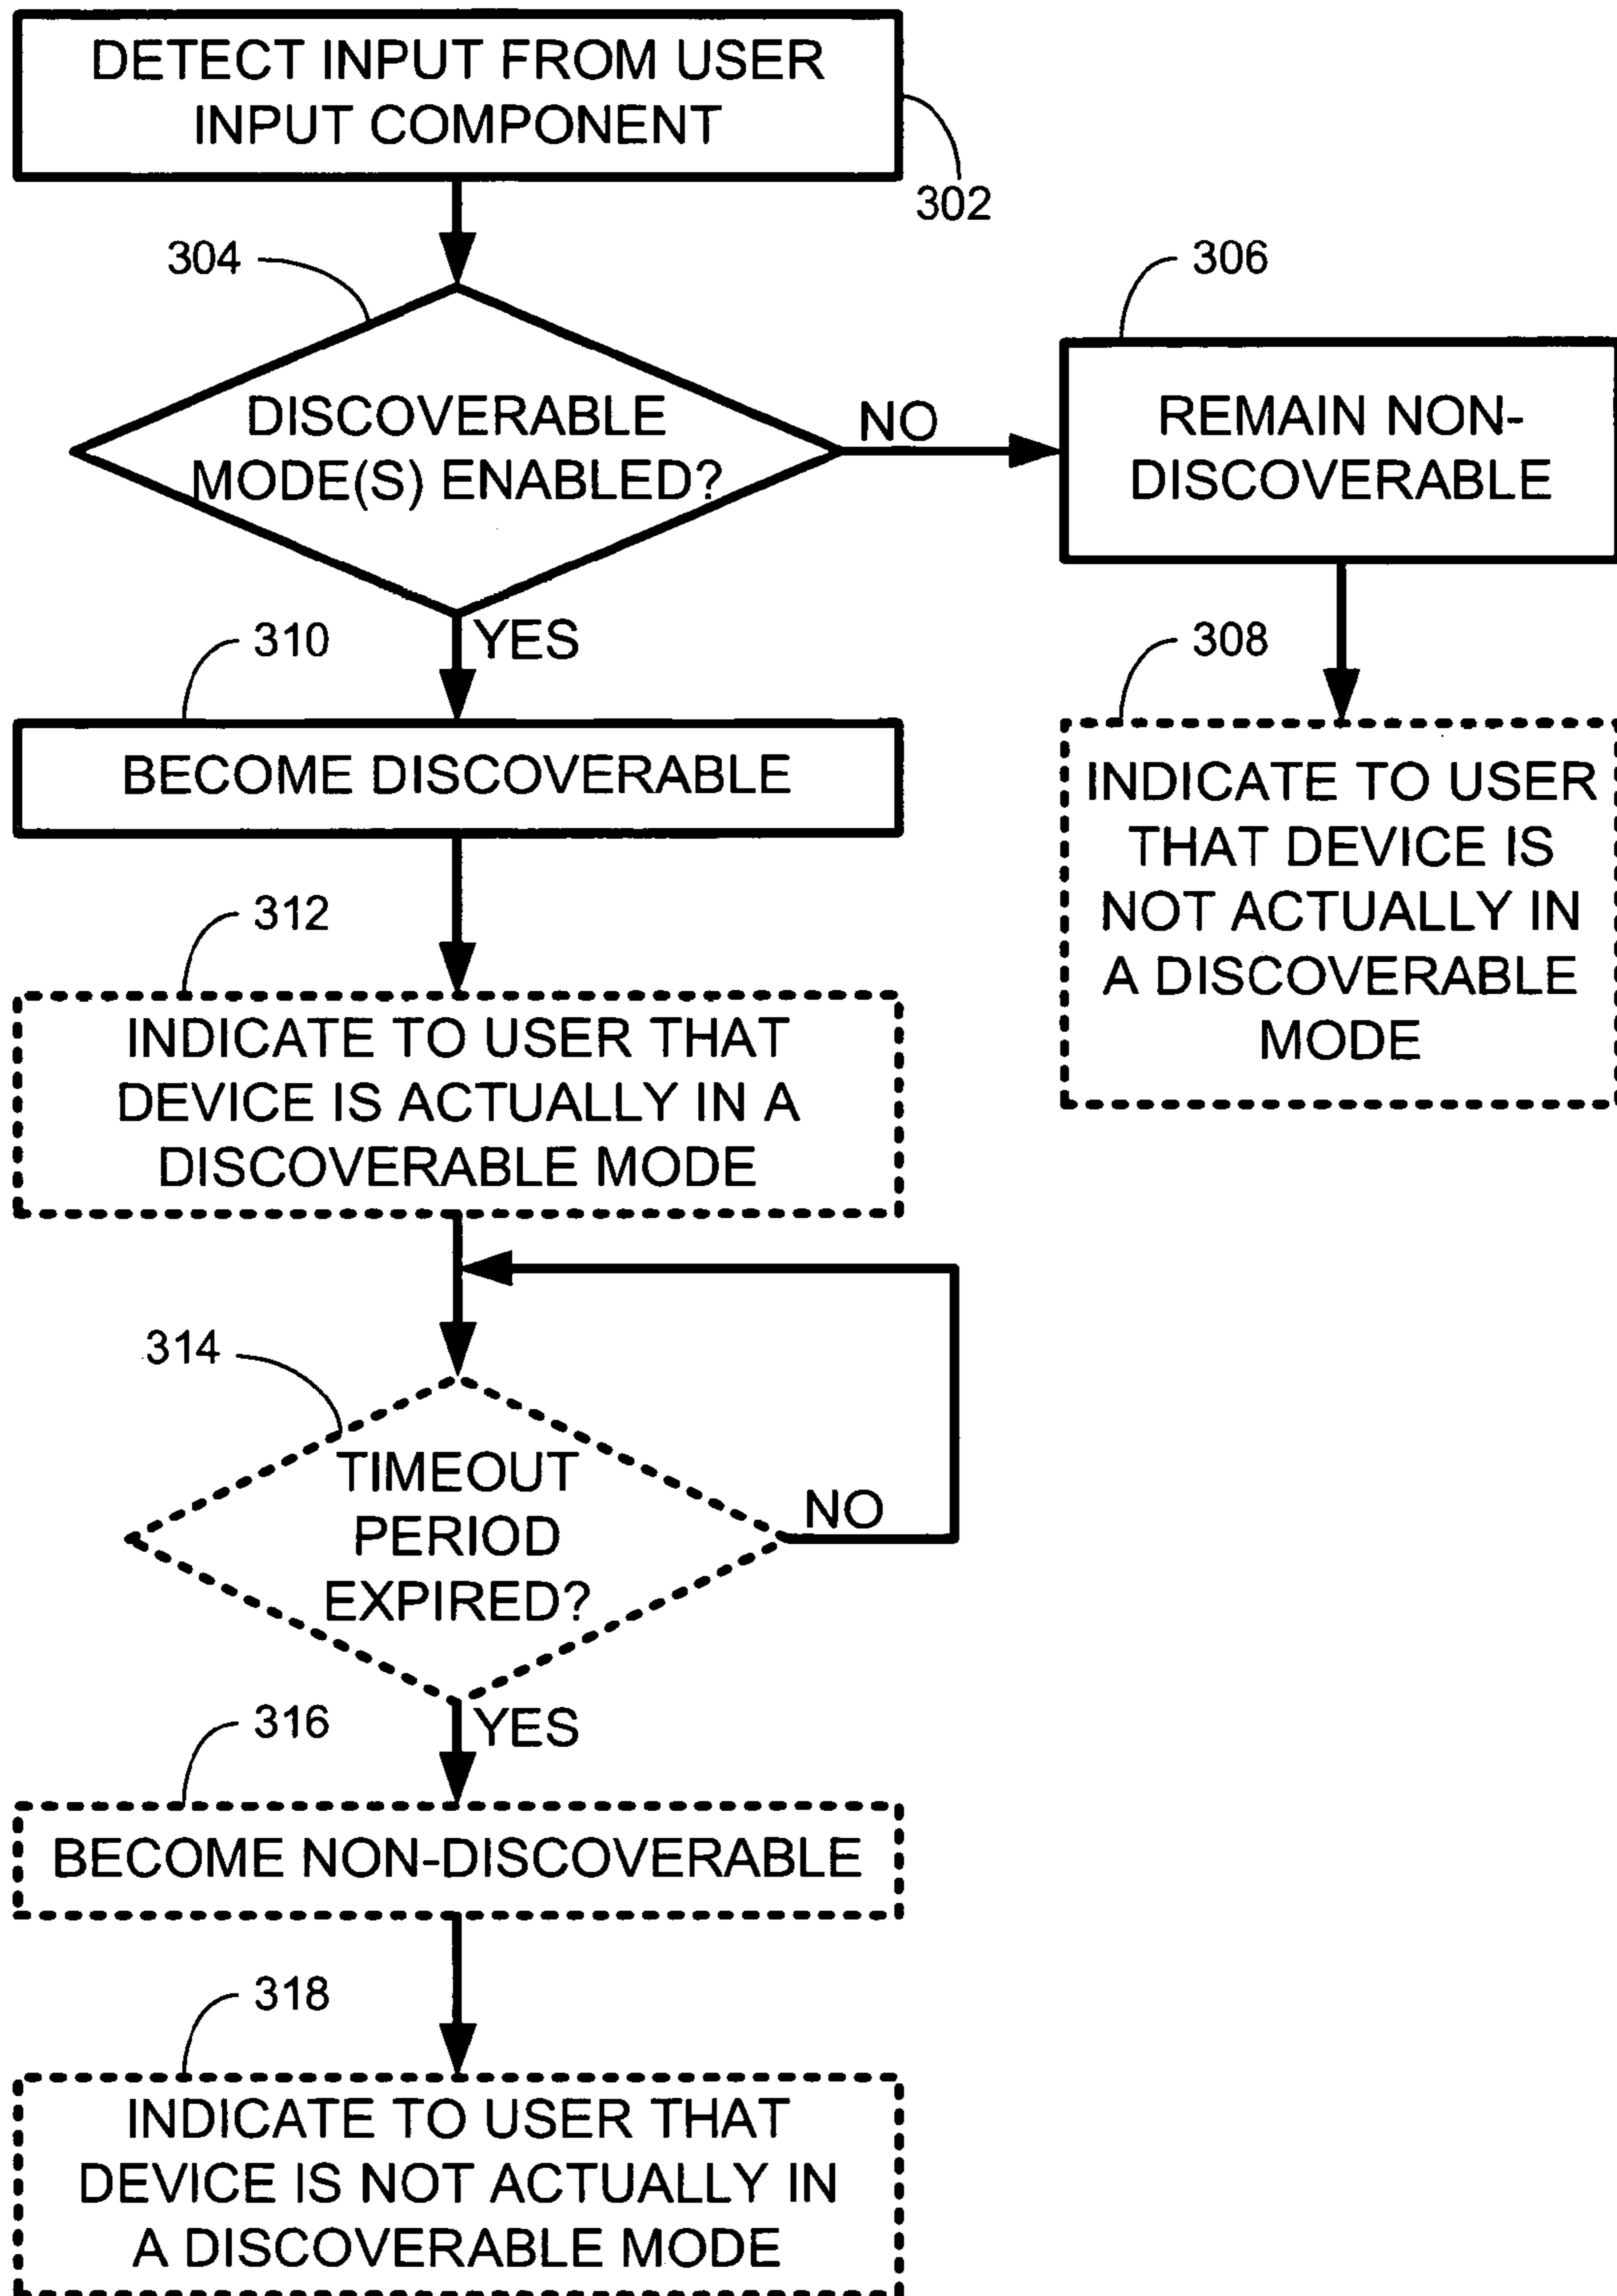 DETECT INPUT FROM USER
INPUT COMPONENT
302
304
306
DISCOVERABLE
MODE(S) ENABLED?
NO
REMAIN NON-
DISCOVERABLE
YES
310
308
BECOME DISCOVERABLE
INDICATE TO USER
THAT DEVICE IS
NOT ACTUALLY IN
A DISCOVERABLE
MODE
312
INDICATE TO USER THAT
DEVICE IS ACTUALLY IN A
DISCOVERABLE MODE
314
TIMEOUT
PERIOD
EXPIRED?
NO
YES
316
BECOME NON-DISCOVERABLE
318
INDICATE TO USER THAT
DEVICE IS NOT ACTUALLY IN
A DISCOVERABLE MODE